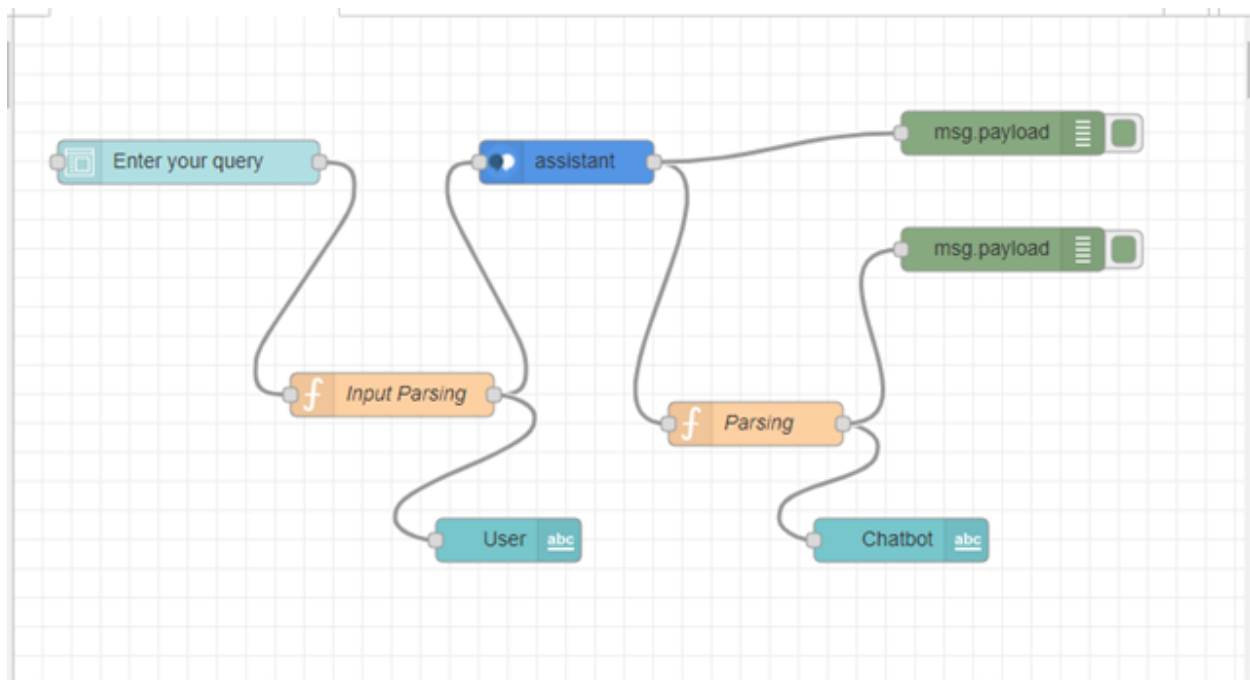 Enter your query
assistant
msg.payload
msg.payload
Input Parsing
Parsing
User abc
Chatbot abc